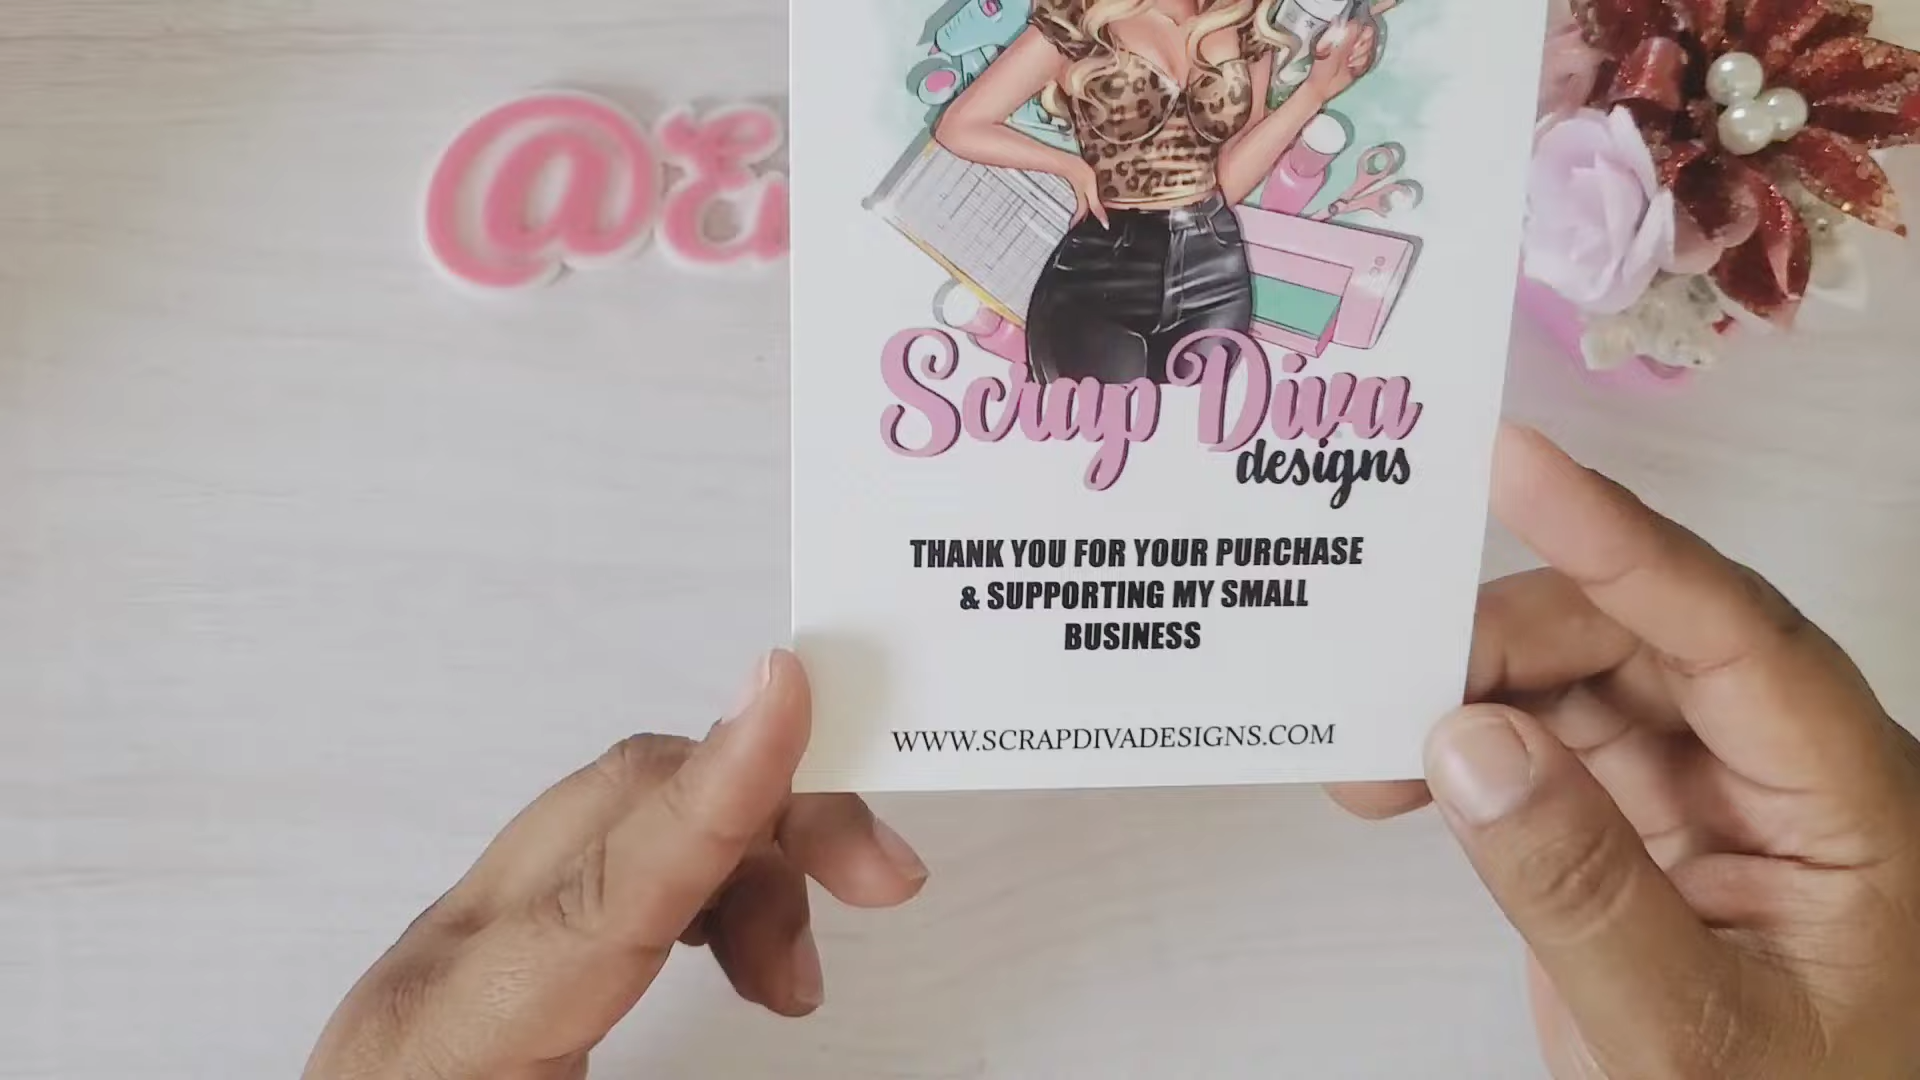 Scrap Diva
designs
THANK YOU FOR YOUR PURCHASE
& SUPPORTING MY SMALL
BUSINESS
WWW.SCRAPDIVADESIGNS.COM